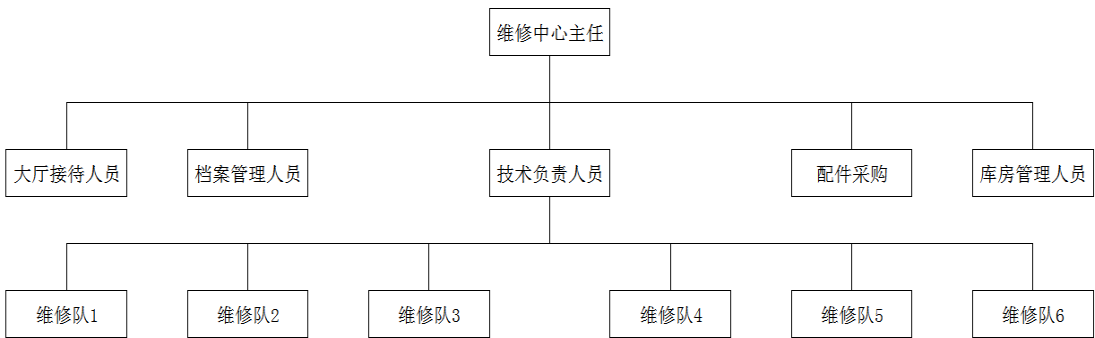 维修中心主任
大厅接待人员
档案管理人员
技术负责人员
配件采购
库房管理人员
维修队1
维修队2
维修队3
维修队4
维修队5
维修队6